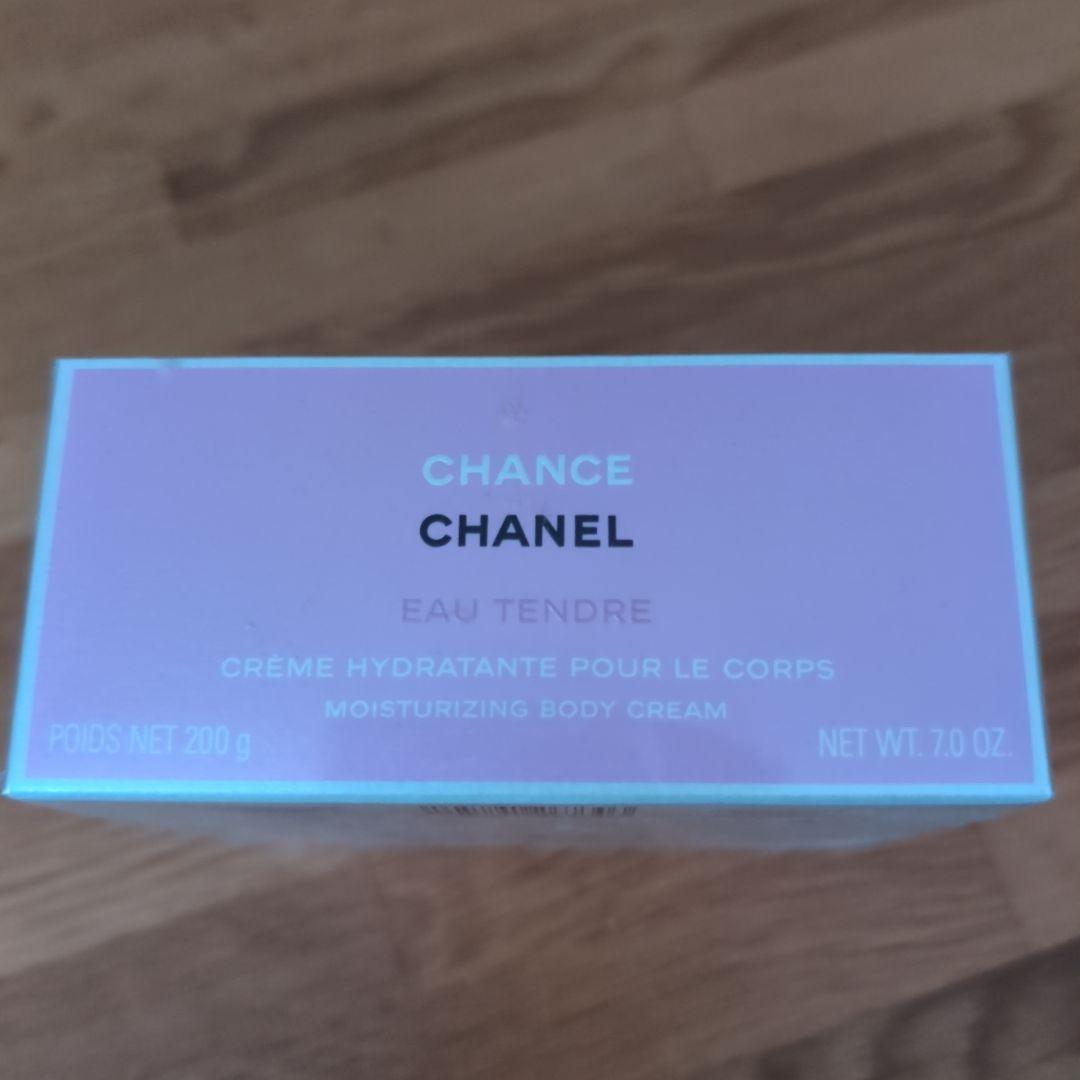 CHANCE
CHANEL
EAU TENDRE
CRÈME HYDRATANTE POUR LE CORPS
MOISTURIZING BODY CREAM
POIDS NET 200 g NET WT. 7.0 OZ.